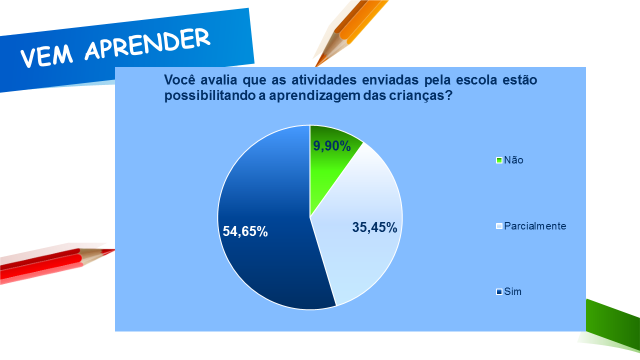 VEM APRENDER
Você avalia que as atividades enviadas pela escola estão
possibilitando a aprendizagem das crianças?
9,90%
Não
35,45%
Parcialmente
54,65%
Sim